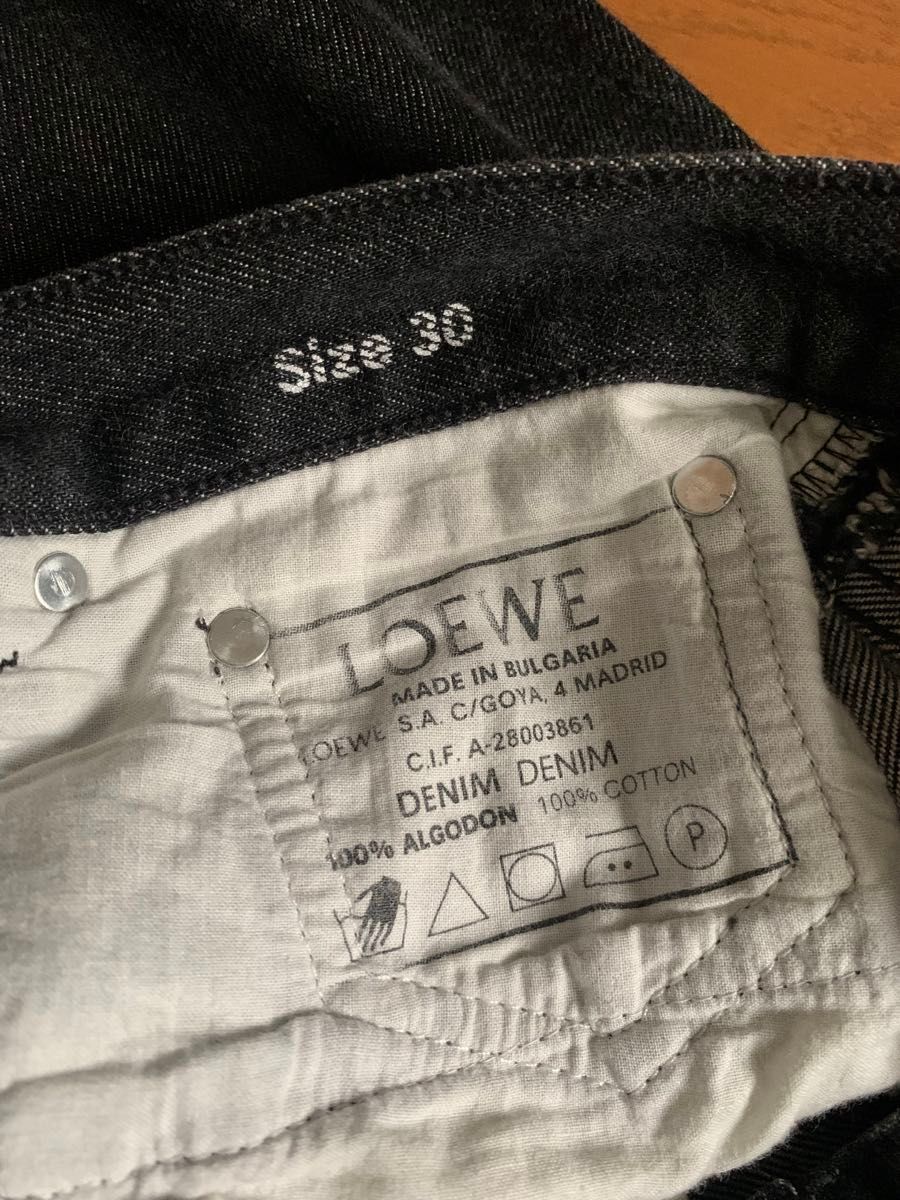 Size 30
LOEWE
MADE IN BULGARIA
LOEWE S.A. C/GOYA, 4 MADRID
C.I.F. A-28003861
DENIM DENIM
100% ALGODON 100% COTTON
P